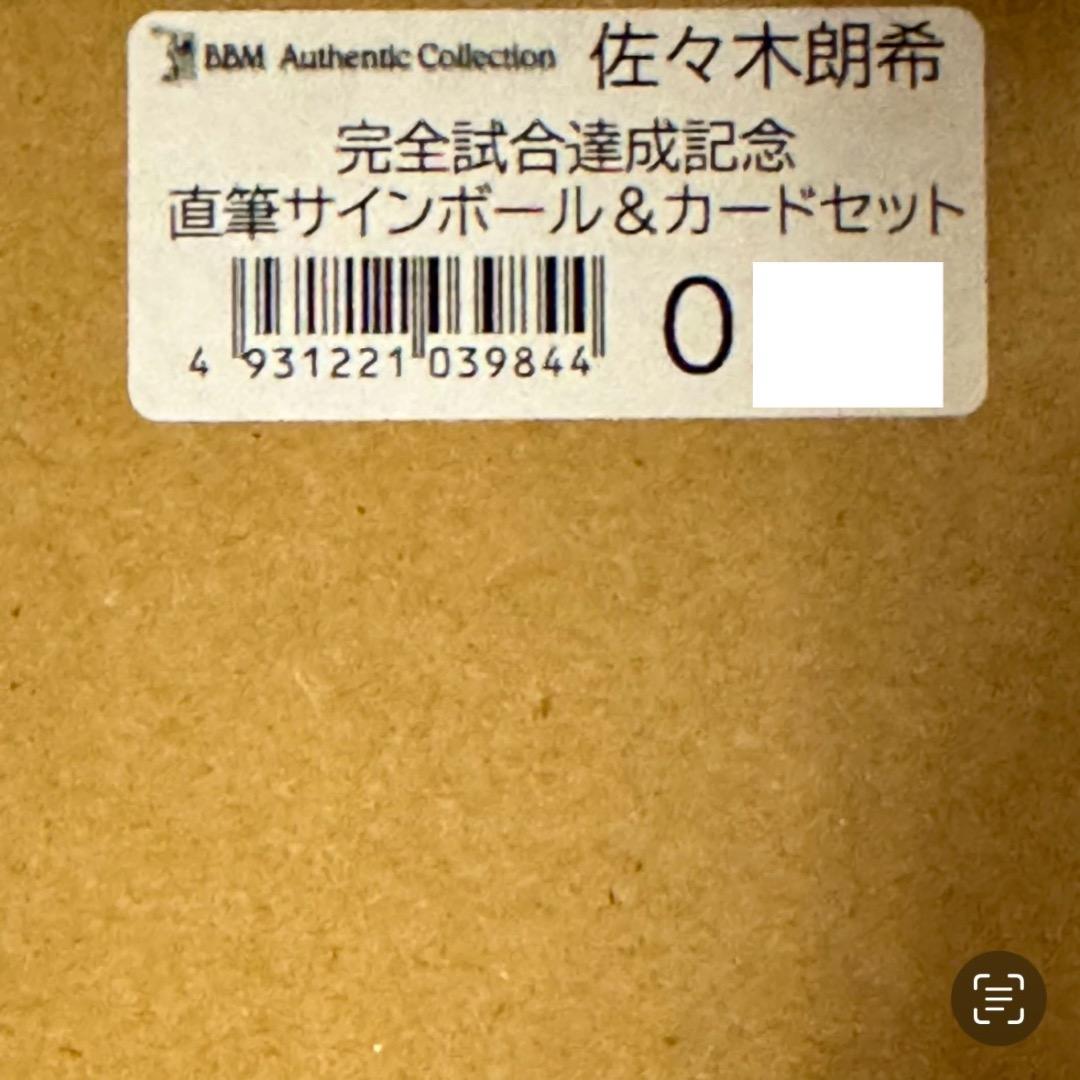 BBM Authentic Collection 佐々木朗希
完全試合達成記念
直筆サインボール＆カードセット
4 931221 039844 0